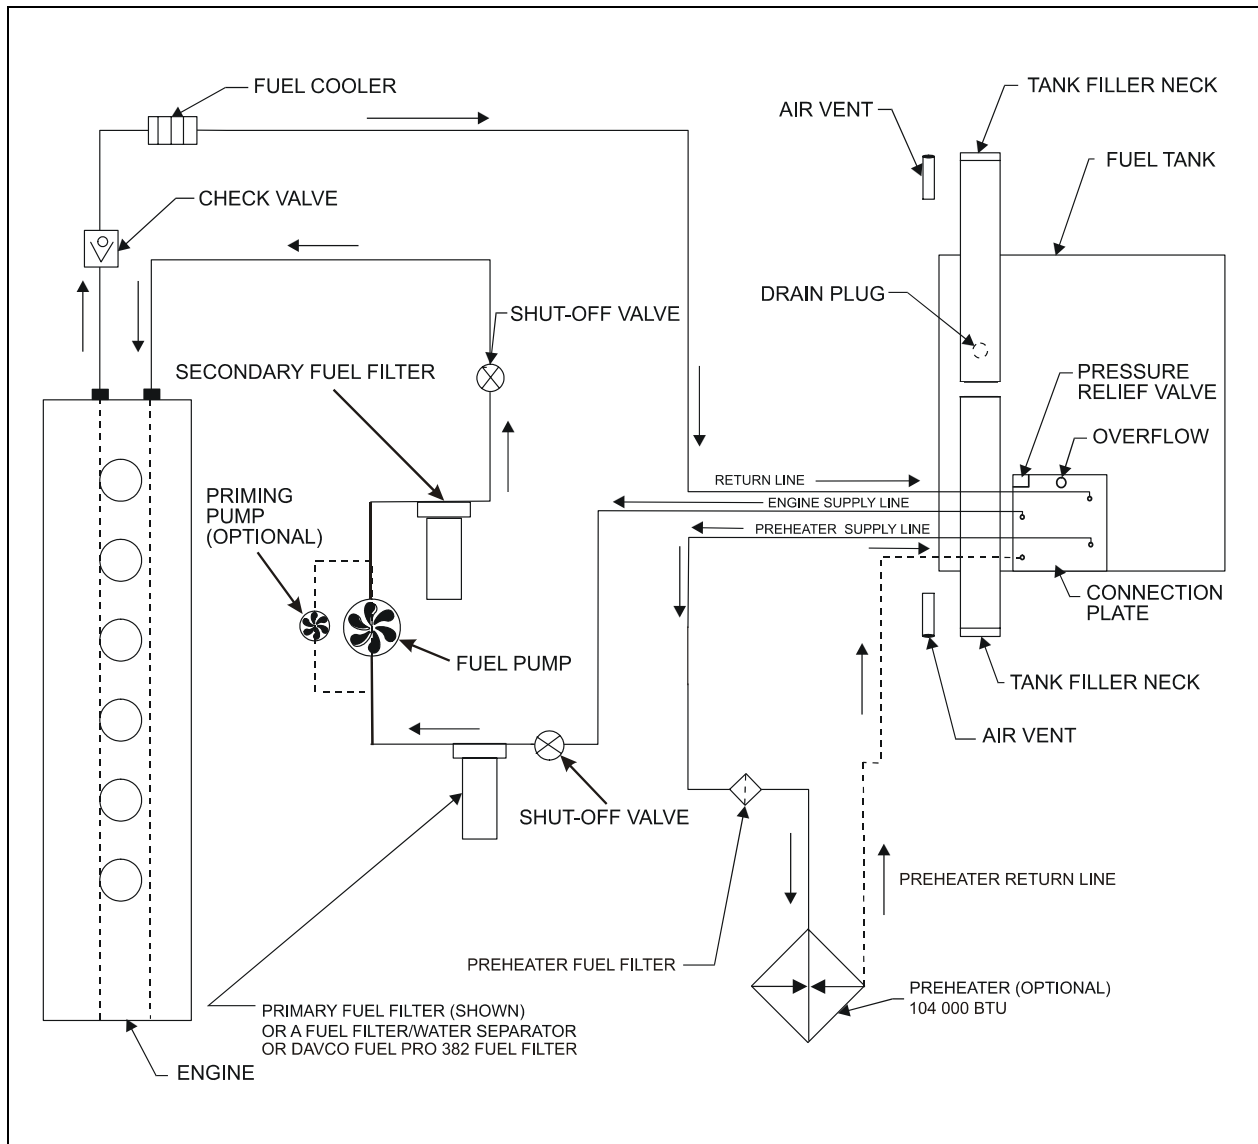 FUEL COOLER
TANK FILLER NECK
AIR VENT
FUEL TANK
CHECK VALVE
DRAIN PLUG
SHUT-OFF VALVE
SECONDARY FUEL FILTER
PRESSURE
RELIEF VALVE
OVERFLOW
RETURN LINE
PRIMING
PUMP
(OPTIONAL)
ENGINE SUPPLY LINE
PREHEATER SUPPLY LINE
CONNECTION
PLATE
FUEL PUMP
TANK FILLER NECK
AIR VENT
SHUT-OFF VALVE
PREHEATER RETURN LINE
PREHEATER FUEL FILTER
PREHEATER (OPTIONAL)
104 000 BTU
PRIMARY FUEL FILTER (SHOWN)
OR A FUEL FILTER/WATER SEPARATOR
OR DAVCO FUEL PRO 382 FUEL FILTER
ENGINE